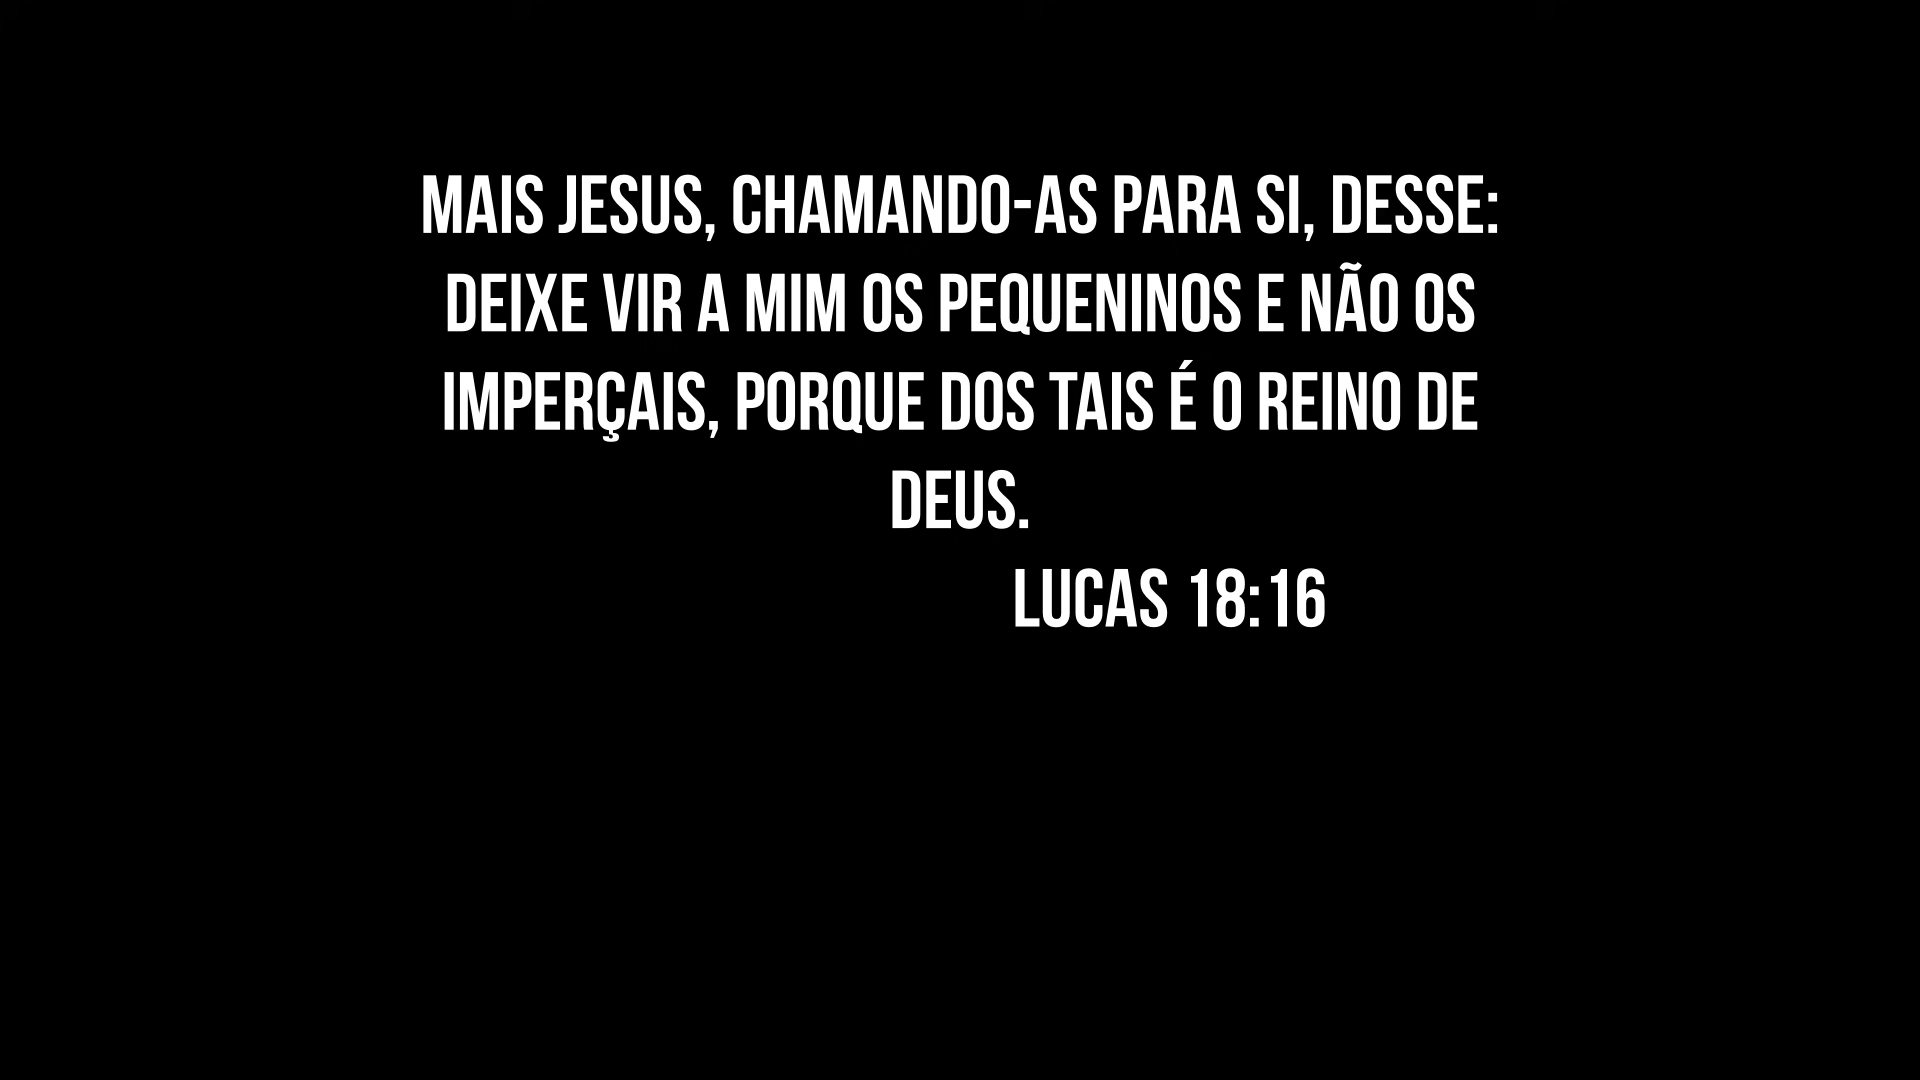 MAIS JESUS, CHAMANDO-AS PARA SI, DESSE:
DEIXE VIR A MIM OS PEQUENINOS E NÃO OS
IMPERÇAIS, PORQUE DOS TAIS É O REINO DE
DEUS.
LUCAS 18:16